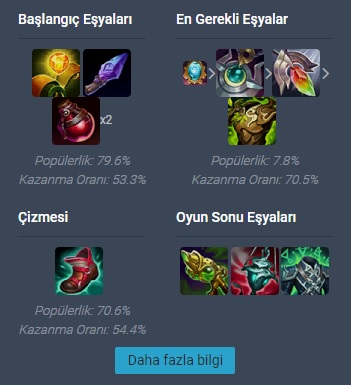 Başlangıç Eşyaları
x2
Popülerlik: 79.6%
Kazanma Oranı: 53.3%
En Gerekli Eşyalar
Popülerlik: 7.8%
Kazanma Oranı: 70.5%
Çizmesi
Popülerlik: 70.6%
Kazanma Oranı: 54.4%
Oyun Sonu Eşyaları
Daha fazla bilgi